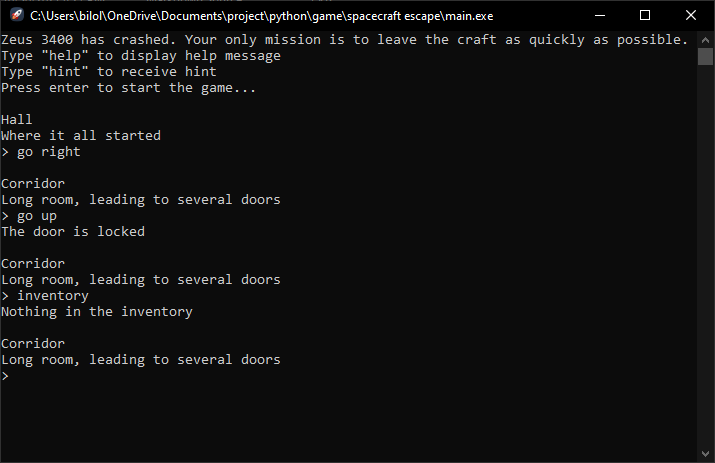 C:\Users\bilol\OneDrive\Documents\project\python\game\spacecraft escape\main.exe
Zeus 3400 has crashed. Your only mission is to leave the craft as quickly as possible.
Type "help" to display help message
Type "hint" to receive hint
Press enter to start the game...
Hall
Where it all started
> go right
Corridor
Long room, leading to several doors
> go up
The door is locked
Corridor
Long room, leading to several doors
> inventory
Nothing in the inventory
Corridor
Long room, leading to several doors
>